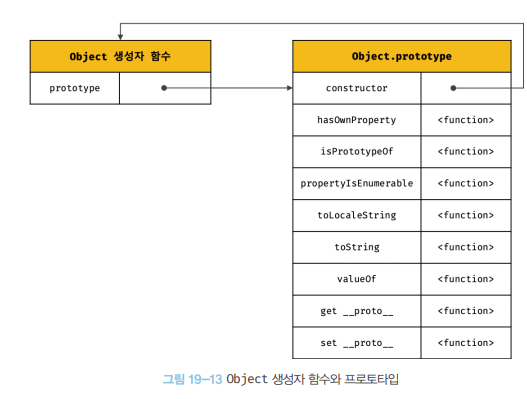 Object 생성자 함수
prototype
Object.prototype
constructor
hasOwnProperty <function>
isPrototypeOf <function>
propertyIsEnumerable <function>
toLocaleString <function>
toString <function>
valueOf <function>
get __proto__ <function>
set __proto__ <function>
그림 19-13 Object 생성자 함수와 프로토타입